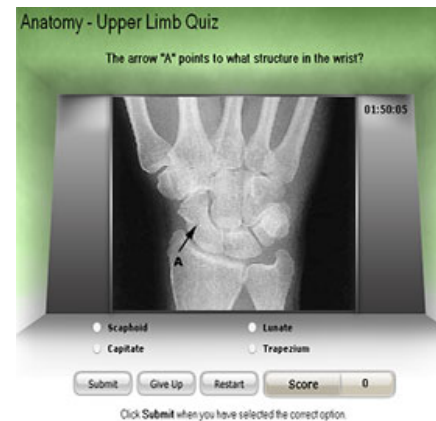 Anatomy - Upper Limb Quiz
The arrow "A" points to what structure in the wrist?
01:50:05
A
Scaphoid Lunate
Capitate Trapezium
Submit Give Up Restart Score 0
Click Submit when you have selected the correct option.